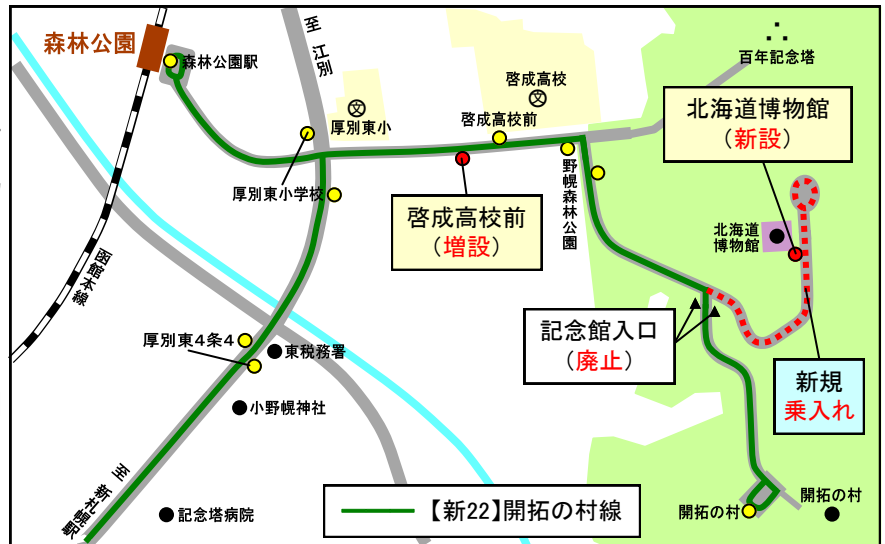 森林公園
森林公園駅
至 江別
厚別東小
啓成高校
啓成高校前
百年記念塔
北海道博物館
（新設）
厚別東小学校
啓成高校前
（増設）
野幌森林公園
北海道
博物館
函館本線
厚別東４条４
東税務署
小野幌神社
記念館入口
（廃止）
新規
乗入れ
至 新札幌駅
記念塔病院
【新22】開拓の村線
開拓の村
開拓の村
文
文